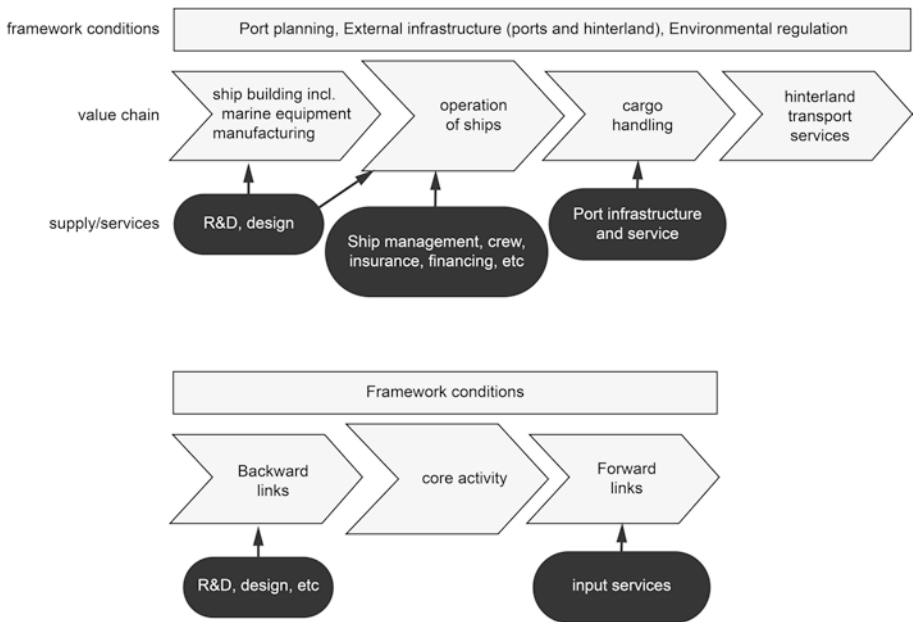 framework conditions
Port planning, External infrastructure (ports and hinterland), Environmental regulation
value chain
ship building incl.
marine equipment
manufacturing
operation
of ships
cargo
handling
hinterland
transport
services
supply/services
R&D, design
Ship management, crew,
insurance, financing, etc
Port infrastructure
and service
Framework conditions
Backward
links
core activity
Forward
links
R&D, design, etc
input services